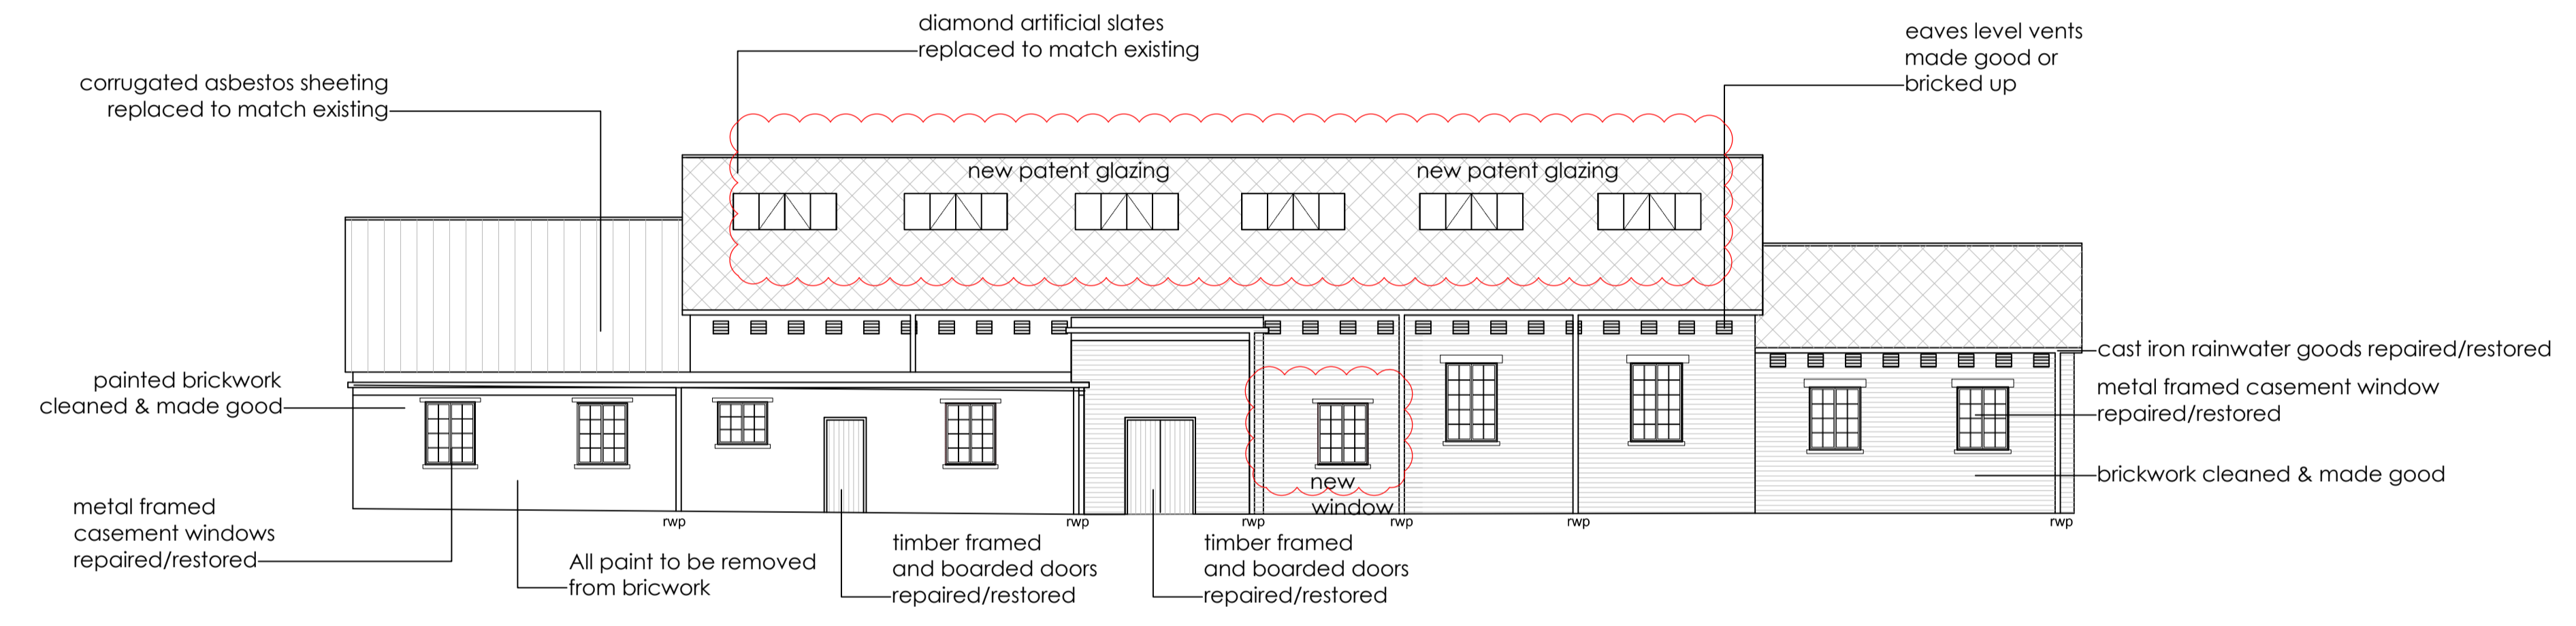 diamond artificial slates
replaced to match existing
eaves level vents
made good or
bricked up
corrugated asbestos sheeting
replaced to match existing
new patent glazing
new patent glazing
painted brickwork
cleaned & made good
cast iron rainwater goods repaired/restored
metal framed casement window
repaired/restored
brickwork cleaned & made good
new
window
metal framed
casement windows
repaired/restored
rwp
rwp
rwp
rwp
rwp
rwp
All paint to be removed
from bricwork
timber framed
and boarded doors
repaired/restored
timber framed
and boarded doors
repaired/restored